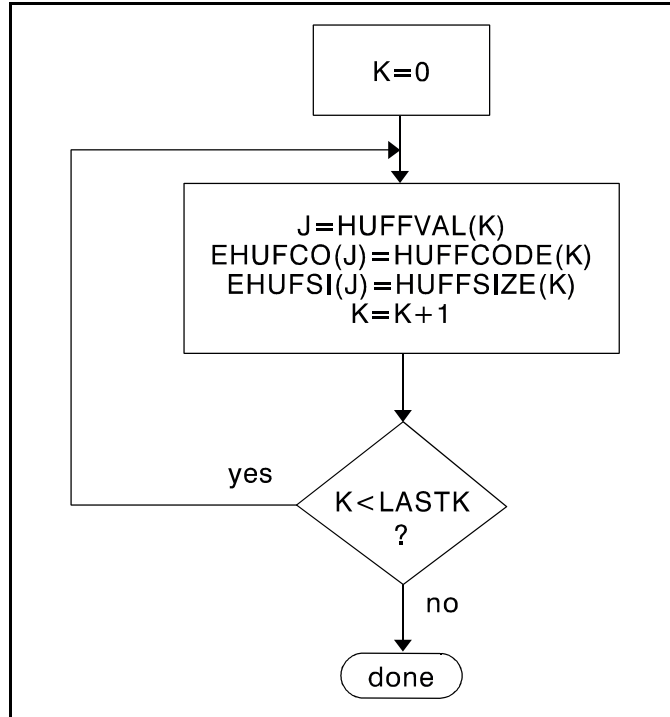 K=0
J=HUFFVAL(K)
EHUFCO(J)=HUFFCODE(K)
EHUFSI(J)=HUFFSIZE(K)
K=K+1
yes
K<LASTK
?
no
done